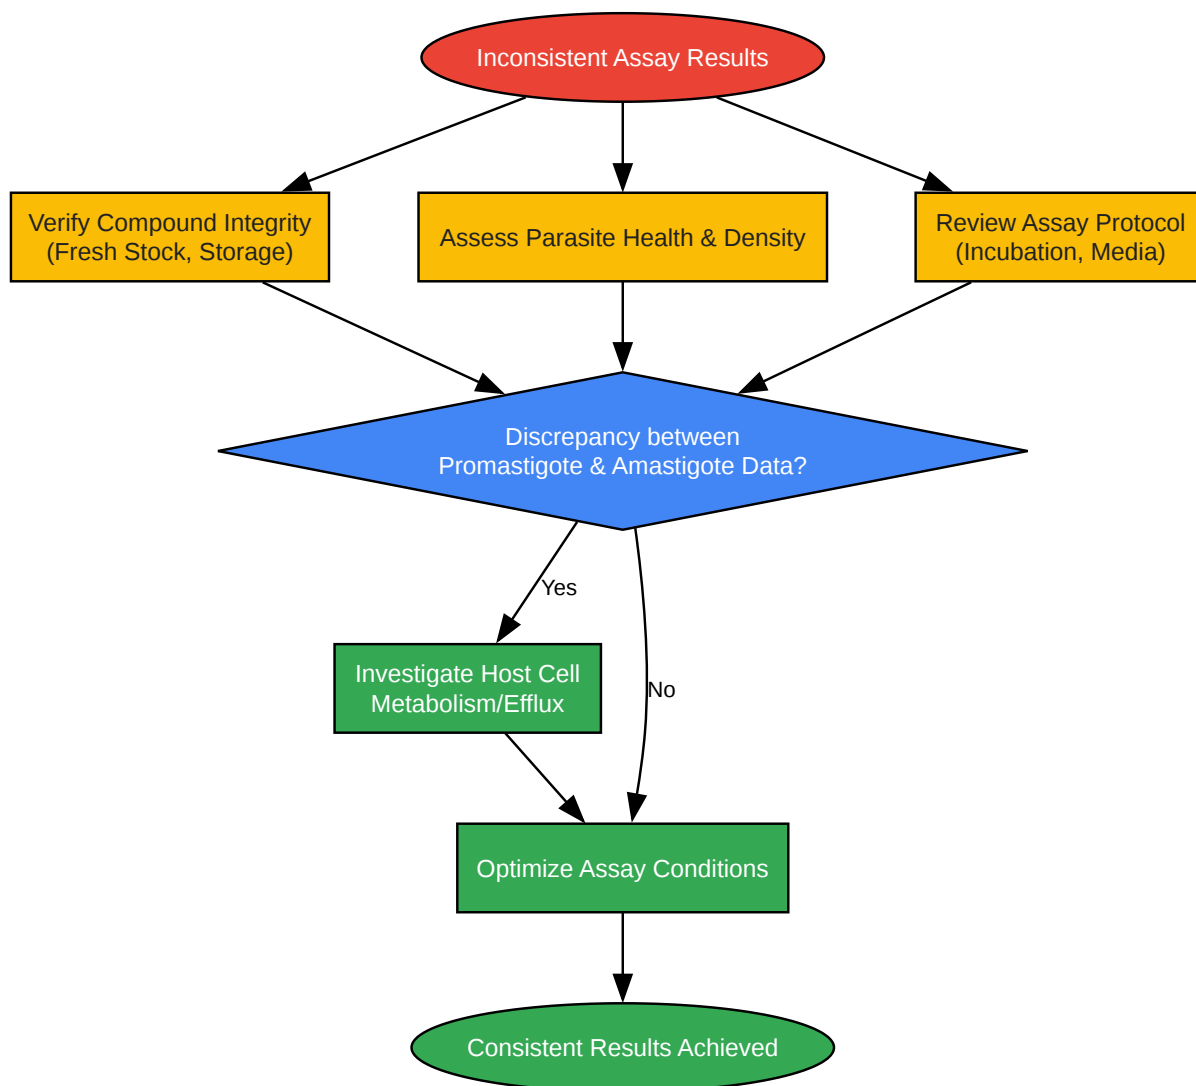 Inconsistent Assay Results
Verify Compound Integrity
(Fresh Stock, Storage)
Assess Parasite Health & Density
Review Assay Protocol
(Incubation, Media)
Discrepancy between
Promastigote & Amastigote Data?
Yes
Investigate Host Cell
Metabolism/Efflux
No
Optimize Assay Conditions
Consistent Results Achieved